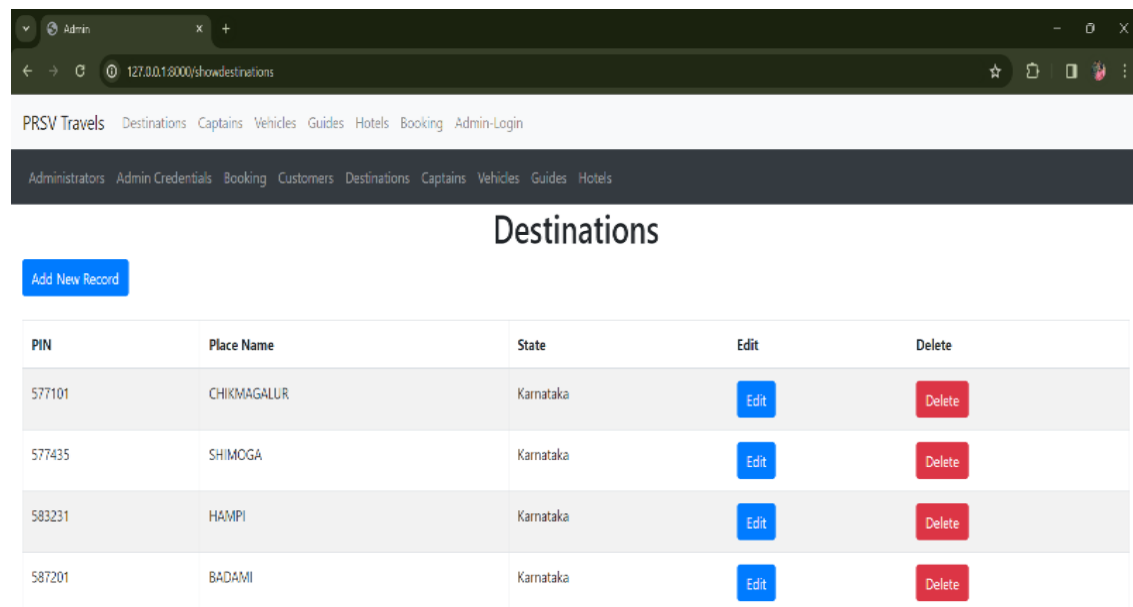 Admin
127.0.0.1:8000/showdestinations
PRSV Travels Destinations Captains Vehicles Guides Hotels Booking Admin-Login
Administrators Admin Credentials Booking Customers Destinations Captains Vehicles Guides Hotels
Destinations
Add New Record
PIN Place Name State Edit Delete
577101 CHIKMAGALUR Karnataka Edit Delete
577435 SHIMOGA Karnataka Edit Delete
583231 HAMPI Karnataka Edit Delete
587201 BADAMI Karnataka Edit Delete